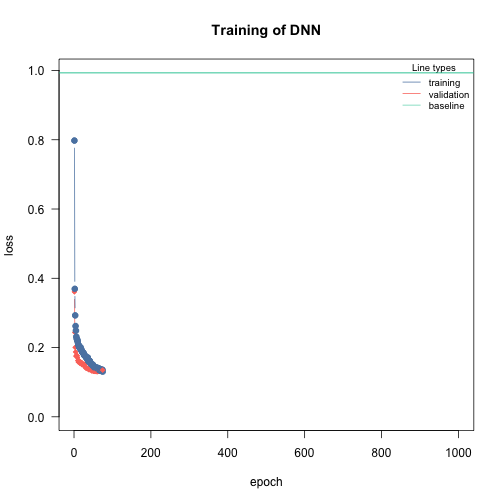 Training of DNN
Line types
training
validation
baseline
1.0
0.8
0.6
0.4
0.2
0.0
loss
0 200 400 600 800 1000
epoch